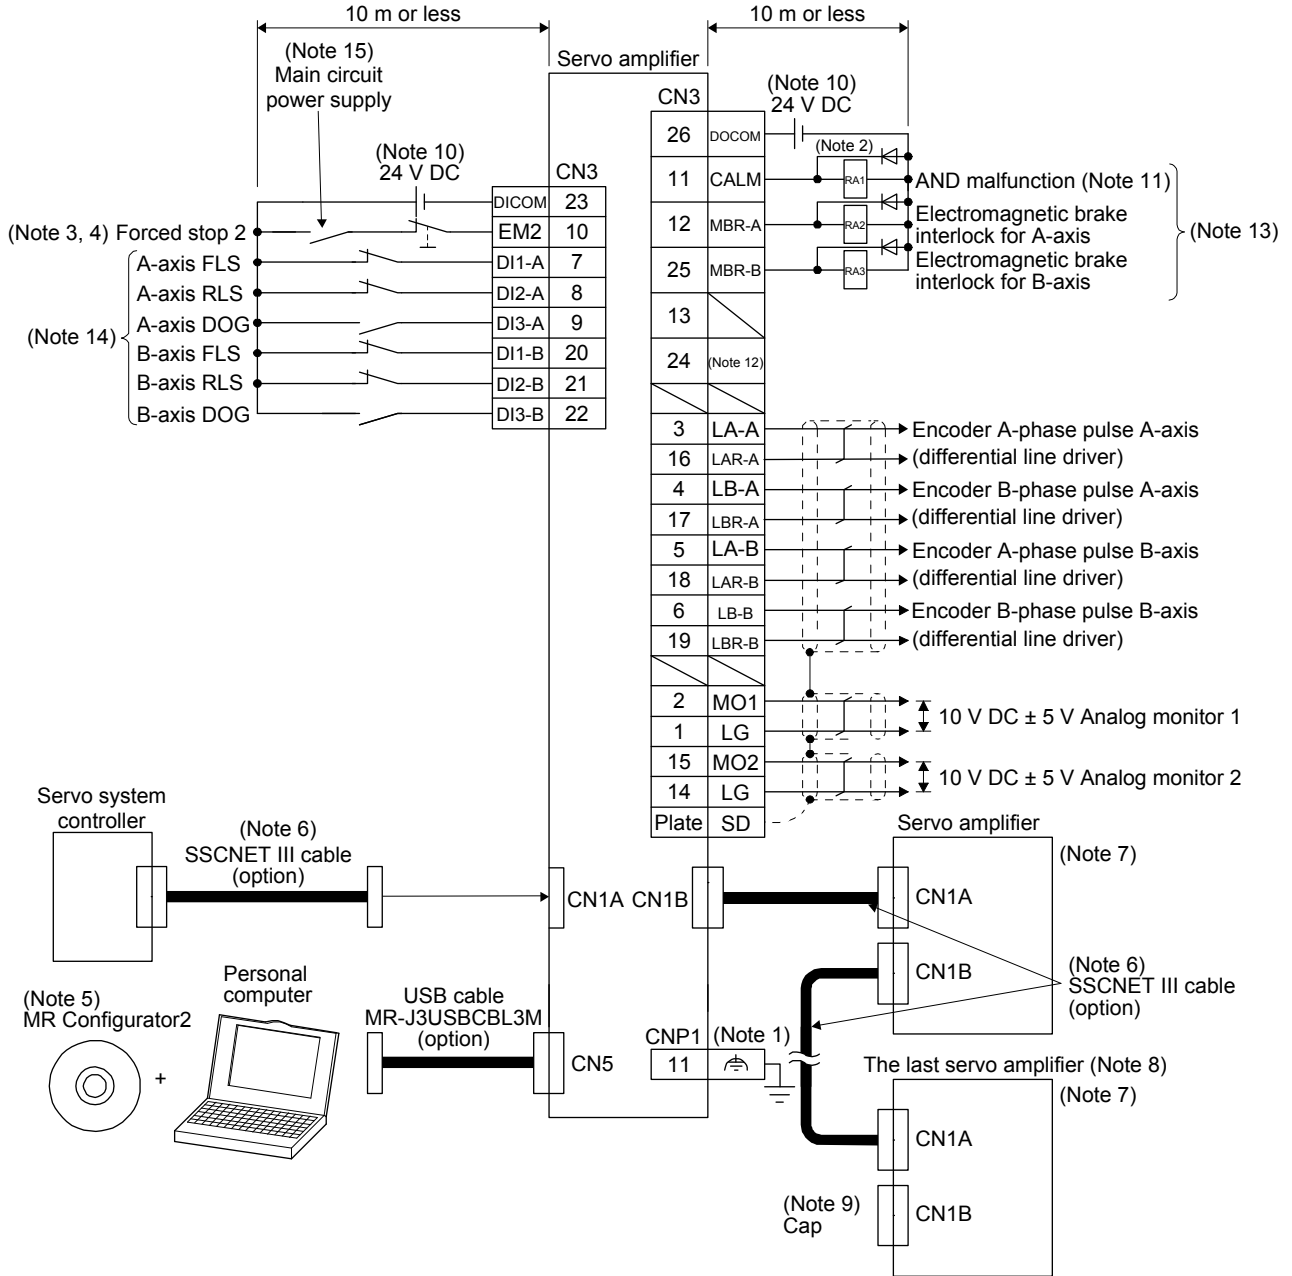 10 m or less
10 m or less
(Note 15)
Main circuit
power supply
Servo amplifier
(Note 10)
24 V DC
CN3
(Note 10)
24 V DC
CN3
DICOM 23
(Note 3, 4) Forced stop 2 EM2 10
A-axis FLS DI1-A 7
A-axis RLS DI2-A 8
A-axis DOG DI3-A 9
(Note 14)
B-axis FLS DI1-B 20
B-axis RLS DI2-B 21
B-axis DOG DI3-B 22
26 DOCOM
(Note 2)
11 CALM RA1 AND malfunction (Note 11)
12 MBR-A RA2 Electromagnetic brake
interlock for A-axis
(Note 13)
25 MBR-B RA3 Electromagnetic brake
interlock for B-axis
13
24 (Note 12)
3 LA-A Encoder A-phase pulse A-axis
16 LAR-A (differential line driver)
4 LB-A Encoder B-phase pulse A-axis
17 LBR-A (differential line driver)
5 LA-B Encoder A-phase pulse B-axis
18 LAR-B (differential line driver)
6 LB-B Encoder B-phase pulse B-axis
19 LBR-B (differential line driver)
2 MO1
10 V DC ± 5 V Analog monitor 1
1 LG
15 MO2
10 V DC ± 5 V Analog monitor 2
14 LG
Plate SD
Servo system
controller
(Note 6)
SSCNET III cable
(option)
CN1A CN1B
Servo amplifier
(Note 7)
CN1A
CN1B
(Note 6)
SSCNET III cable
(option)
(Note 5)
MR Configurator2
+
Personal
computer
USB cable
MR-J3USBCBL3M
(option)
CN5
CNP1 (Note 1)
11
The last servo amplifier (Note 8)
(Note 7)
CN1A
(Note 9)
Cap
CN1B